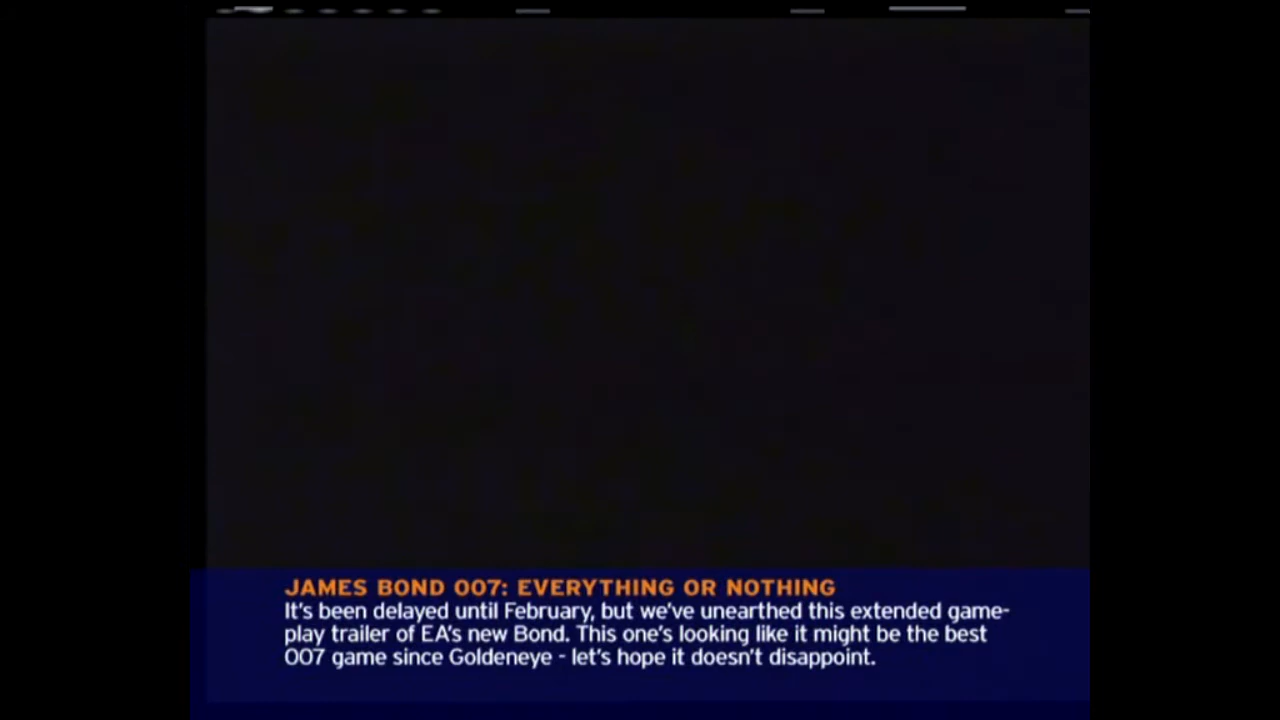 JAMES BOND 007: EVERYTHING OR NOTHING
It's been delayed until February, but we've unearthed this extended game-
play trailer of EA's new Bond. This one's looking like it might be the best
007 game since Goldeneye - let's hope it doesn't disappoint.